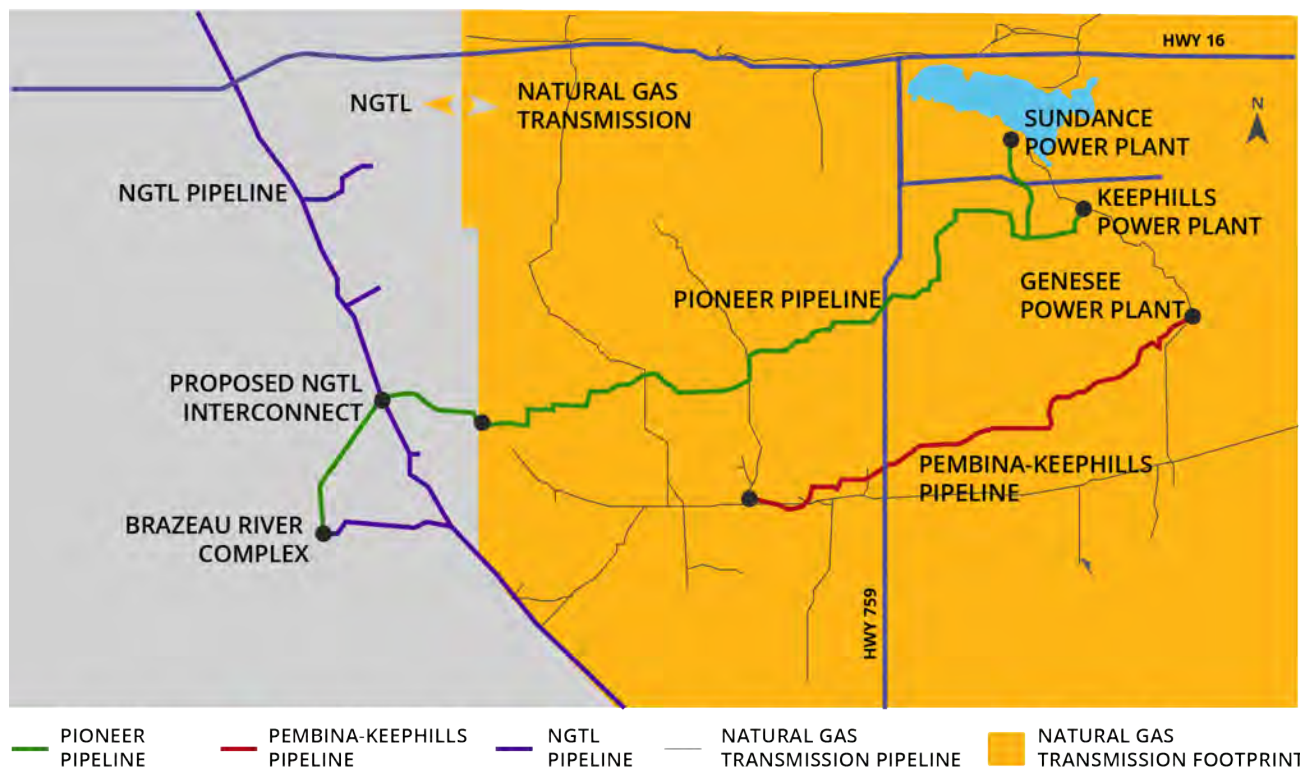 HWY 16
NGTL
NATURAL GAS
TRANSMISSION
N
SUNDANCE
POWER PLANT
NGTL PIPELINE
KEEPHILLS
POWER PLANT
GENESEE
POWER PLANT
PIONEER PIPELINE
PROPOSED NGTL
INTERCONNECT
PEMBINA-KEEPHILLS
PIPELINE
BRAZEAU RIVER
COMPLEX
HWY 759
PIONEER
PIPELINE
PEMBINA-KEEPHILLS
PIPELINE
NGTL
PIPELINE
NATURAL GAS
TRANSMISSION PIPELINE
NATURAL GAS
TRANSMISSION FOOTPRINT